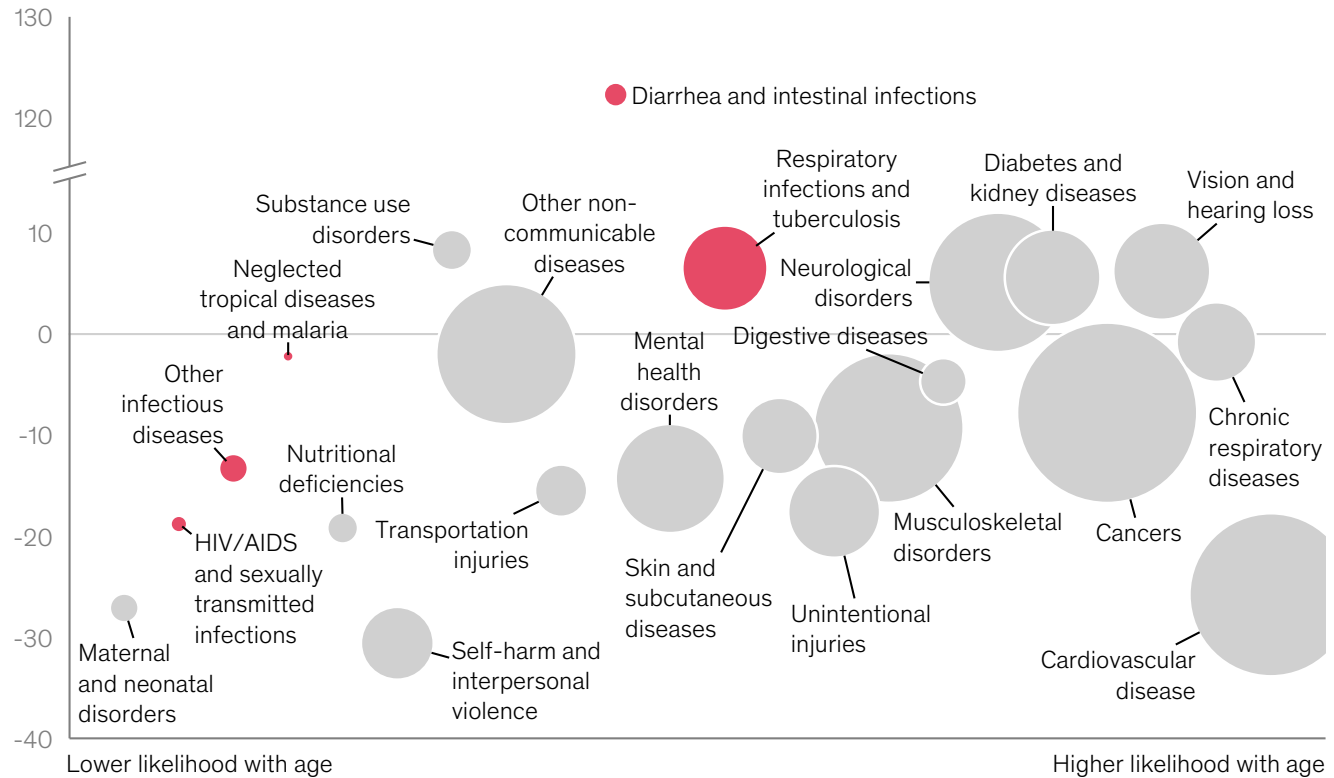 130
120
10
0
-10
-20
-30
-40
Diarrhea and intestinal infections
Respiratory
infections and
tuberculosis
Diabetes and
kidney diseases
Vision and
hearing loss
Substance use
disorders
Other non-
communicable
diseases
Neglected
tropical diseases
and malaria
Neurological
disorders
Digestive diseases
Mental
health
disorders
Other
infectious
diseases
Nutritional
deficiencies
Chronic
respiratory
diseases
Transportation
injuries
Musculoskeletal
disorders
Cancers
HIV/AIDS
and sexually
transmitted
infections
Skin and
subcutaneous
diseases
Unintentional
injuries
Maternal
and neonatal
disorders
Self-harm and
interpersonal
violence
Cardiovascular
disease
Lower likelihood with age
Higher likelihood with age